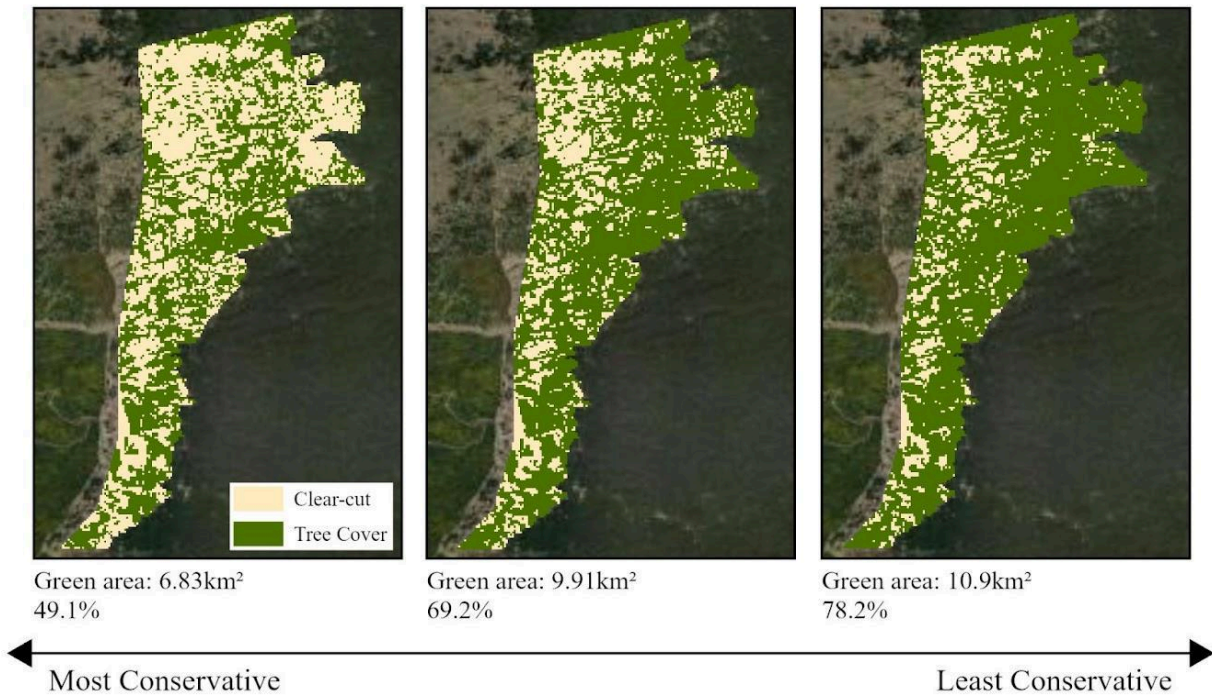 Clear-cut
Tree Cover
Green area: 6.83km²
49.1%
Green area: 9.91km²
69.2%
Green area: 10.9km²
78.2%
Most Conservative
Least Conservative